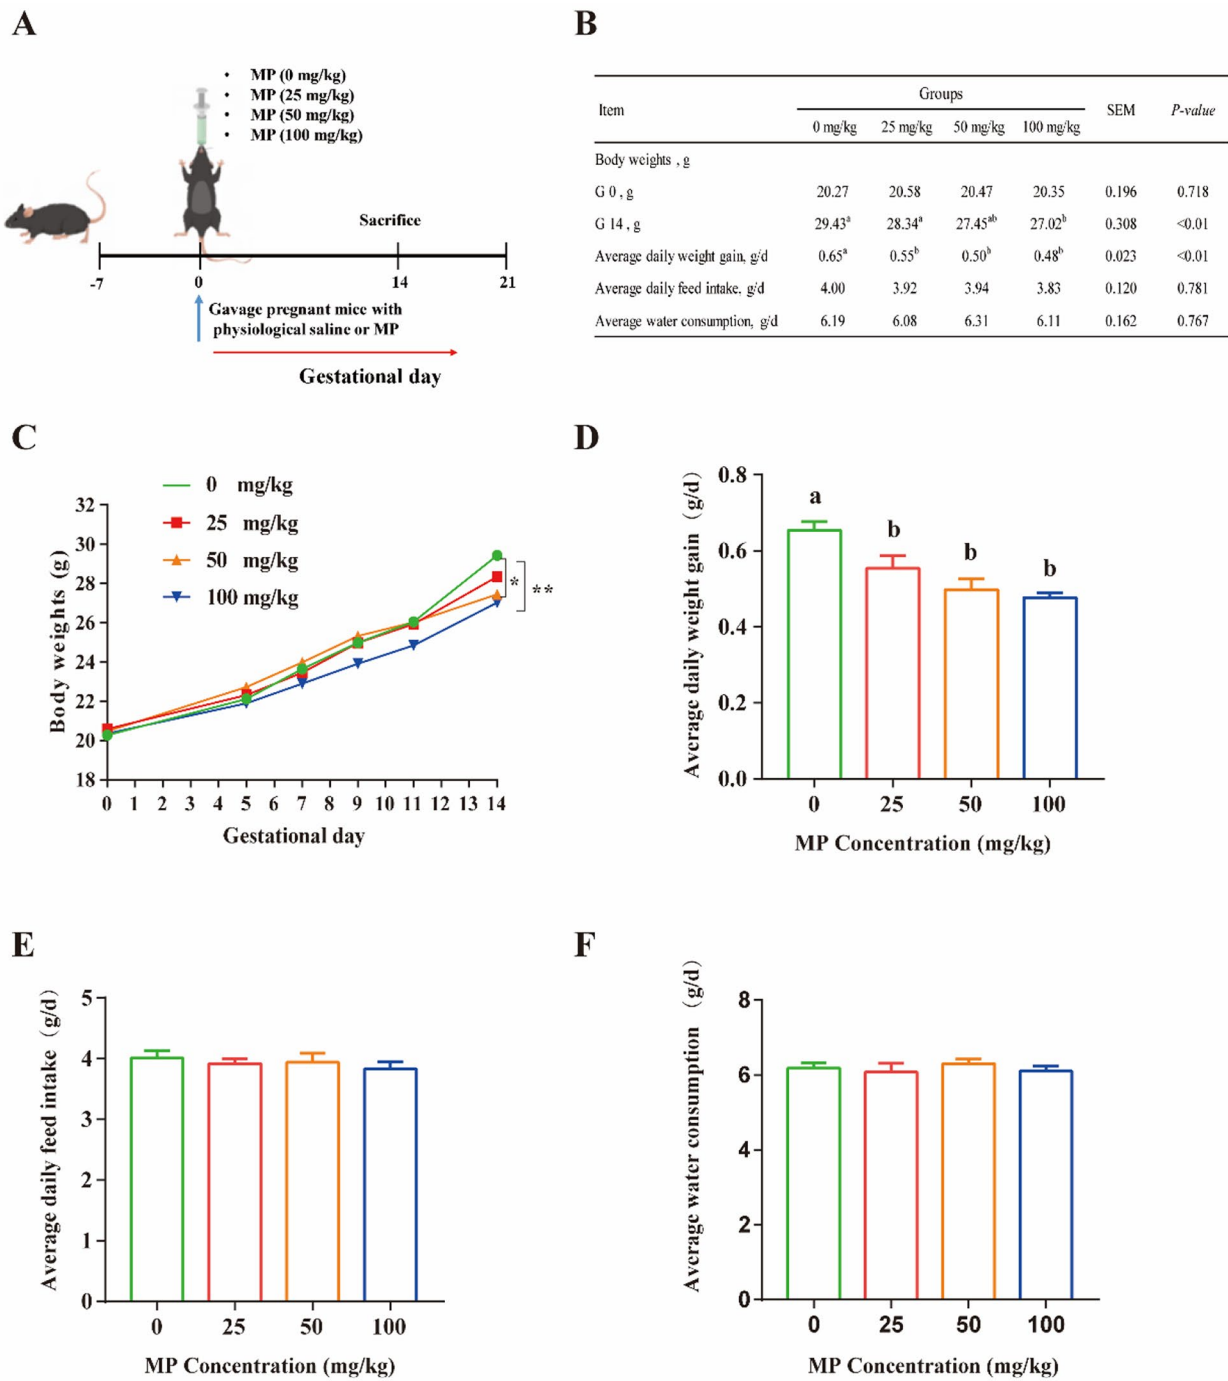 A
• MP (0 mg/kg)
• MP (25 mg/kg)
• MP (50 mg/kg)
• MP (100 mg/kg)
Sacrifice
-7 0 14 21
Gavage pregnant mice with
physiological saline or MP
Gestational day
B
Item Groups SEM P-value
0 mg/kg 25 mg/kg 50 mg/kg 100 mg/kg
Body weights , g
G 0 , g 20.27 20.58 20.47 20.35 0.196 0.718
G 14 , g 29.43a 28.34a 27.45ab 27.02b 0.308 <0.01
Average daily weight gain, g/d 0.65a 0.55b 0.50b 0.48b 0.023 <0.01
Average daily feed intake, g/d 4.00 3.92 3.94 3.83 0.120 0.781
Average water consumption, g/d 6.19 6.08 6.31 6.11 0.162 0.767
C
0 mg/kg
25 mg/kg
50 mg/kg
100 mg/kg
Body weights (g)
32
30
28
26
24
22
20
18
* **
0 1 2 3 4 5 6 7 8 9 10 11 12 13 14
Gestational day
D
Average daily weight gain（g/d）
0.8
0.6
0.4
0.2
0.0
a b b b
0 25 50 100
MP Concentration (mg/kg)
E
Average daily feed intake（g/d）
5
4
3
2
1
0
0 25 50 100
MP Concentration (mg/kg)
F
Average water consumption （g/d）
8
6
4
2
0
0 25 50 100
MP Concentration (mg/kg)